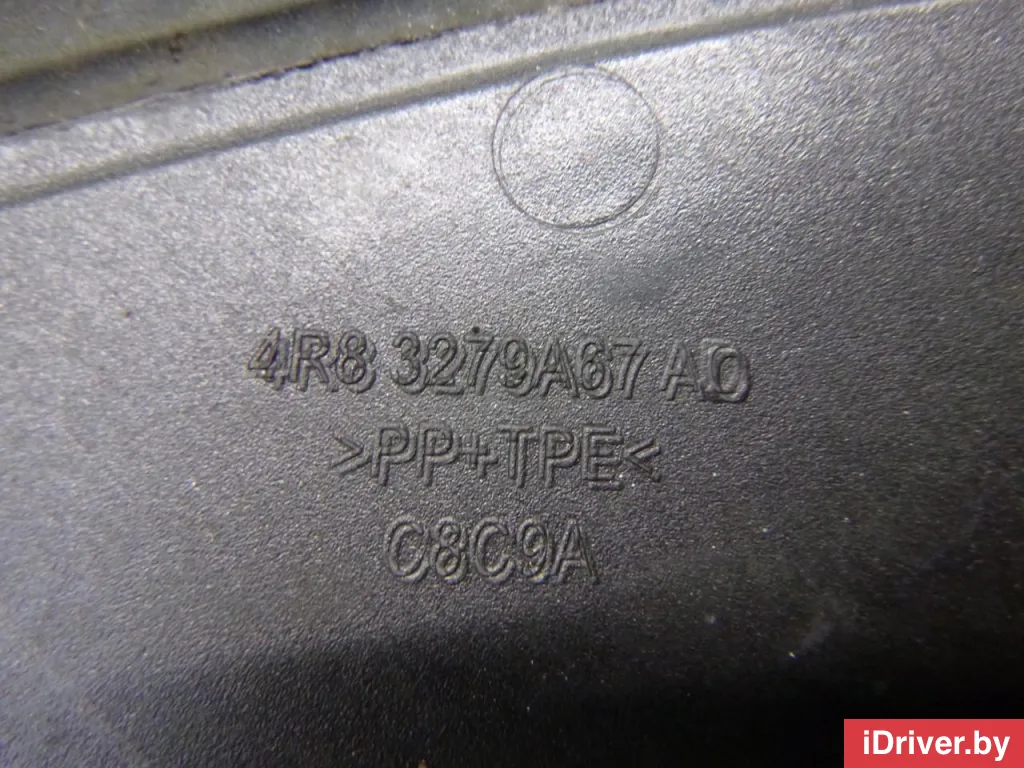 4R8 3279A67 AD
>PP+TPE<
C8C9A
iDriver.by